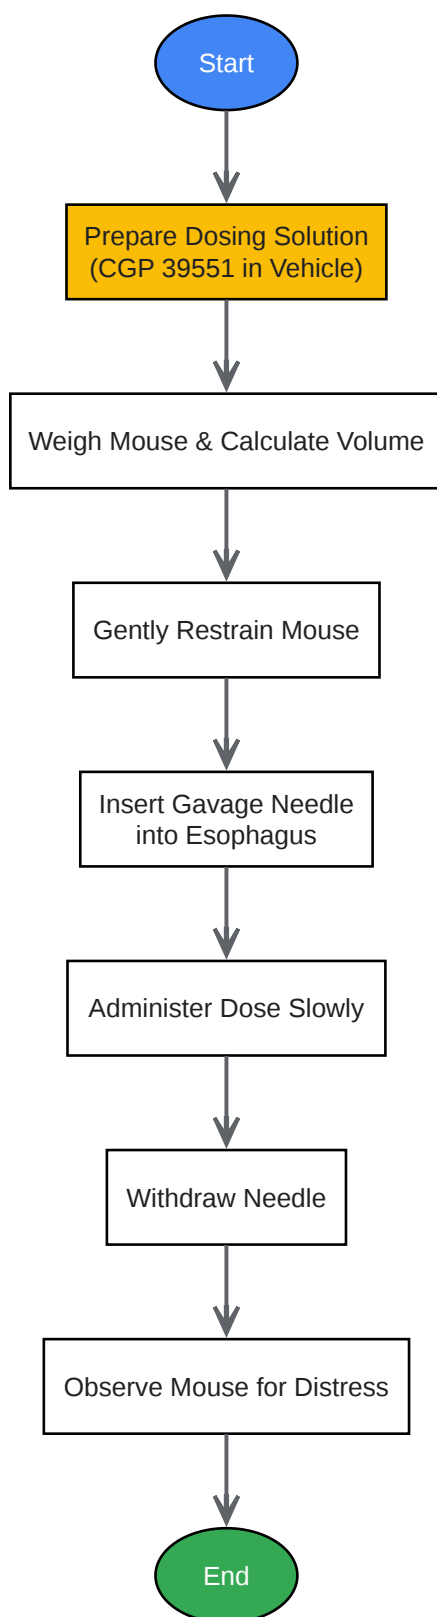 Start
Prepare Dosing Solution
(CGP 39551 in Vehicle)
Weigh Mouse & Calculate Volume
Gently Restrain Mouse
Insert Gavage Needle
into Esophagus
Administer Dose Slowly
Withdraw Needle
Observe Mouse for Distress
End